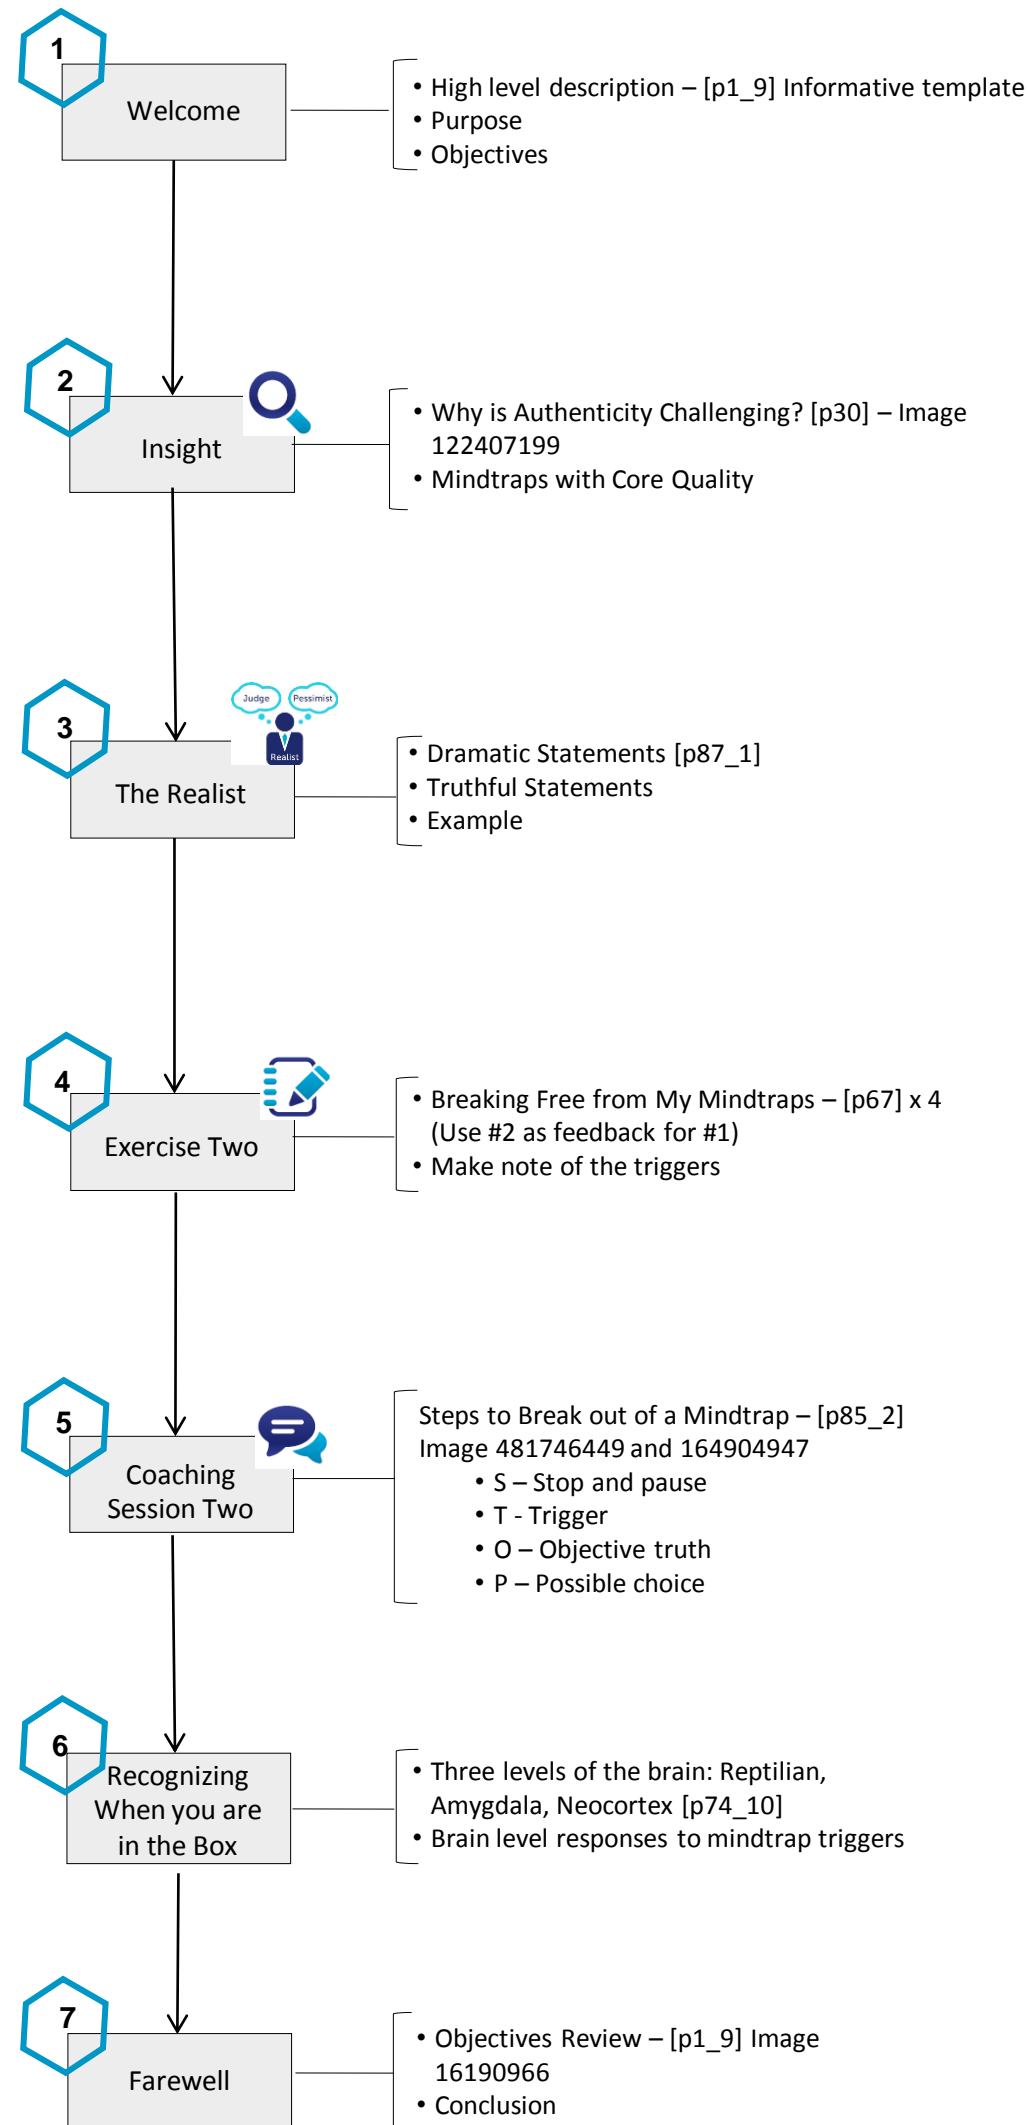 1
Welcome
• High level description – [p1_9] Informative template
• Purpose
• Objectives
2
Insight
• Why is Authenticity Challenging? [p30] – Image
122407199
• Mindtraps with Core Quality
3
Judge
Pessimist
Realist
The Realist
• Dramatic Statements [p87_1]
• Truthful Statements
• Example
4
Exercise Two
• Breaking Free from My Mindtraps – [p67] x 4
(Use #2 as feedback for #1)
• Make note of the triggers
5
Coaching
Session Two
Steps to Break out of a Mindtrap – [p85_2]
Image 481746449 and 164904947
• S – Stop and pause
• T - Trigger
• O – Objective truth
• P – Possible choice
6
Recognizing
When you are
in the Box
• Three levels of the brain: Reptilian,
Amygdala, Neocortex [p74_10]
• Brain level responses to mindtrap triggers
7
Farewell
• Objectives Review – [p1_9] Image
16190966
• Conclusion